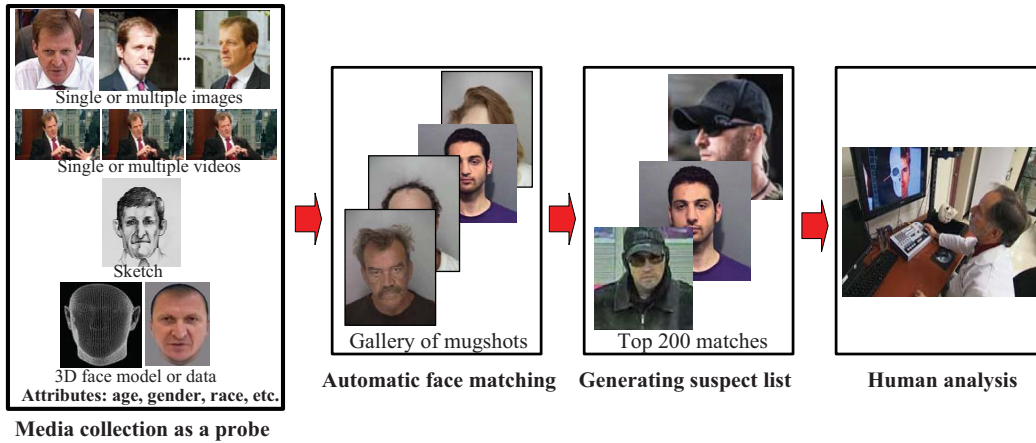 ...
Single or multiple images
Single or multiple videos
Sketch
3D face model or data
Attributes: age, gender, race, etc.
Media collection as a probe
Gallery of mugshots
Automatic face matching
Top 200 matches
Generating suspect list
Human analysis